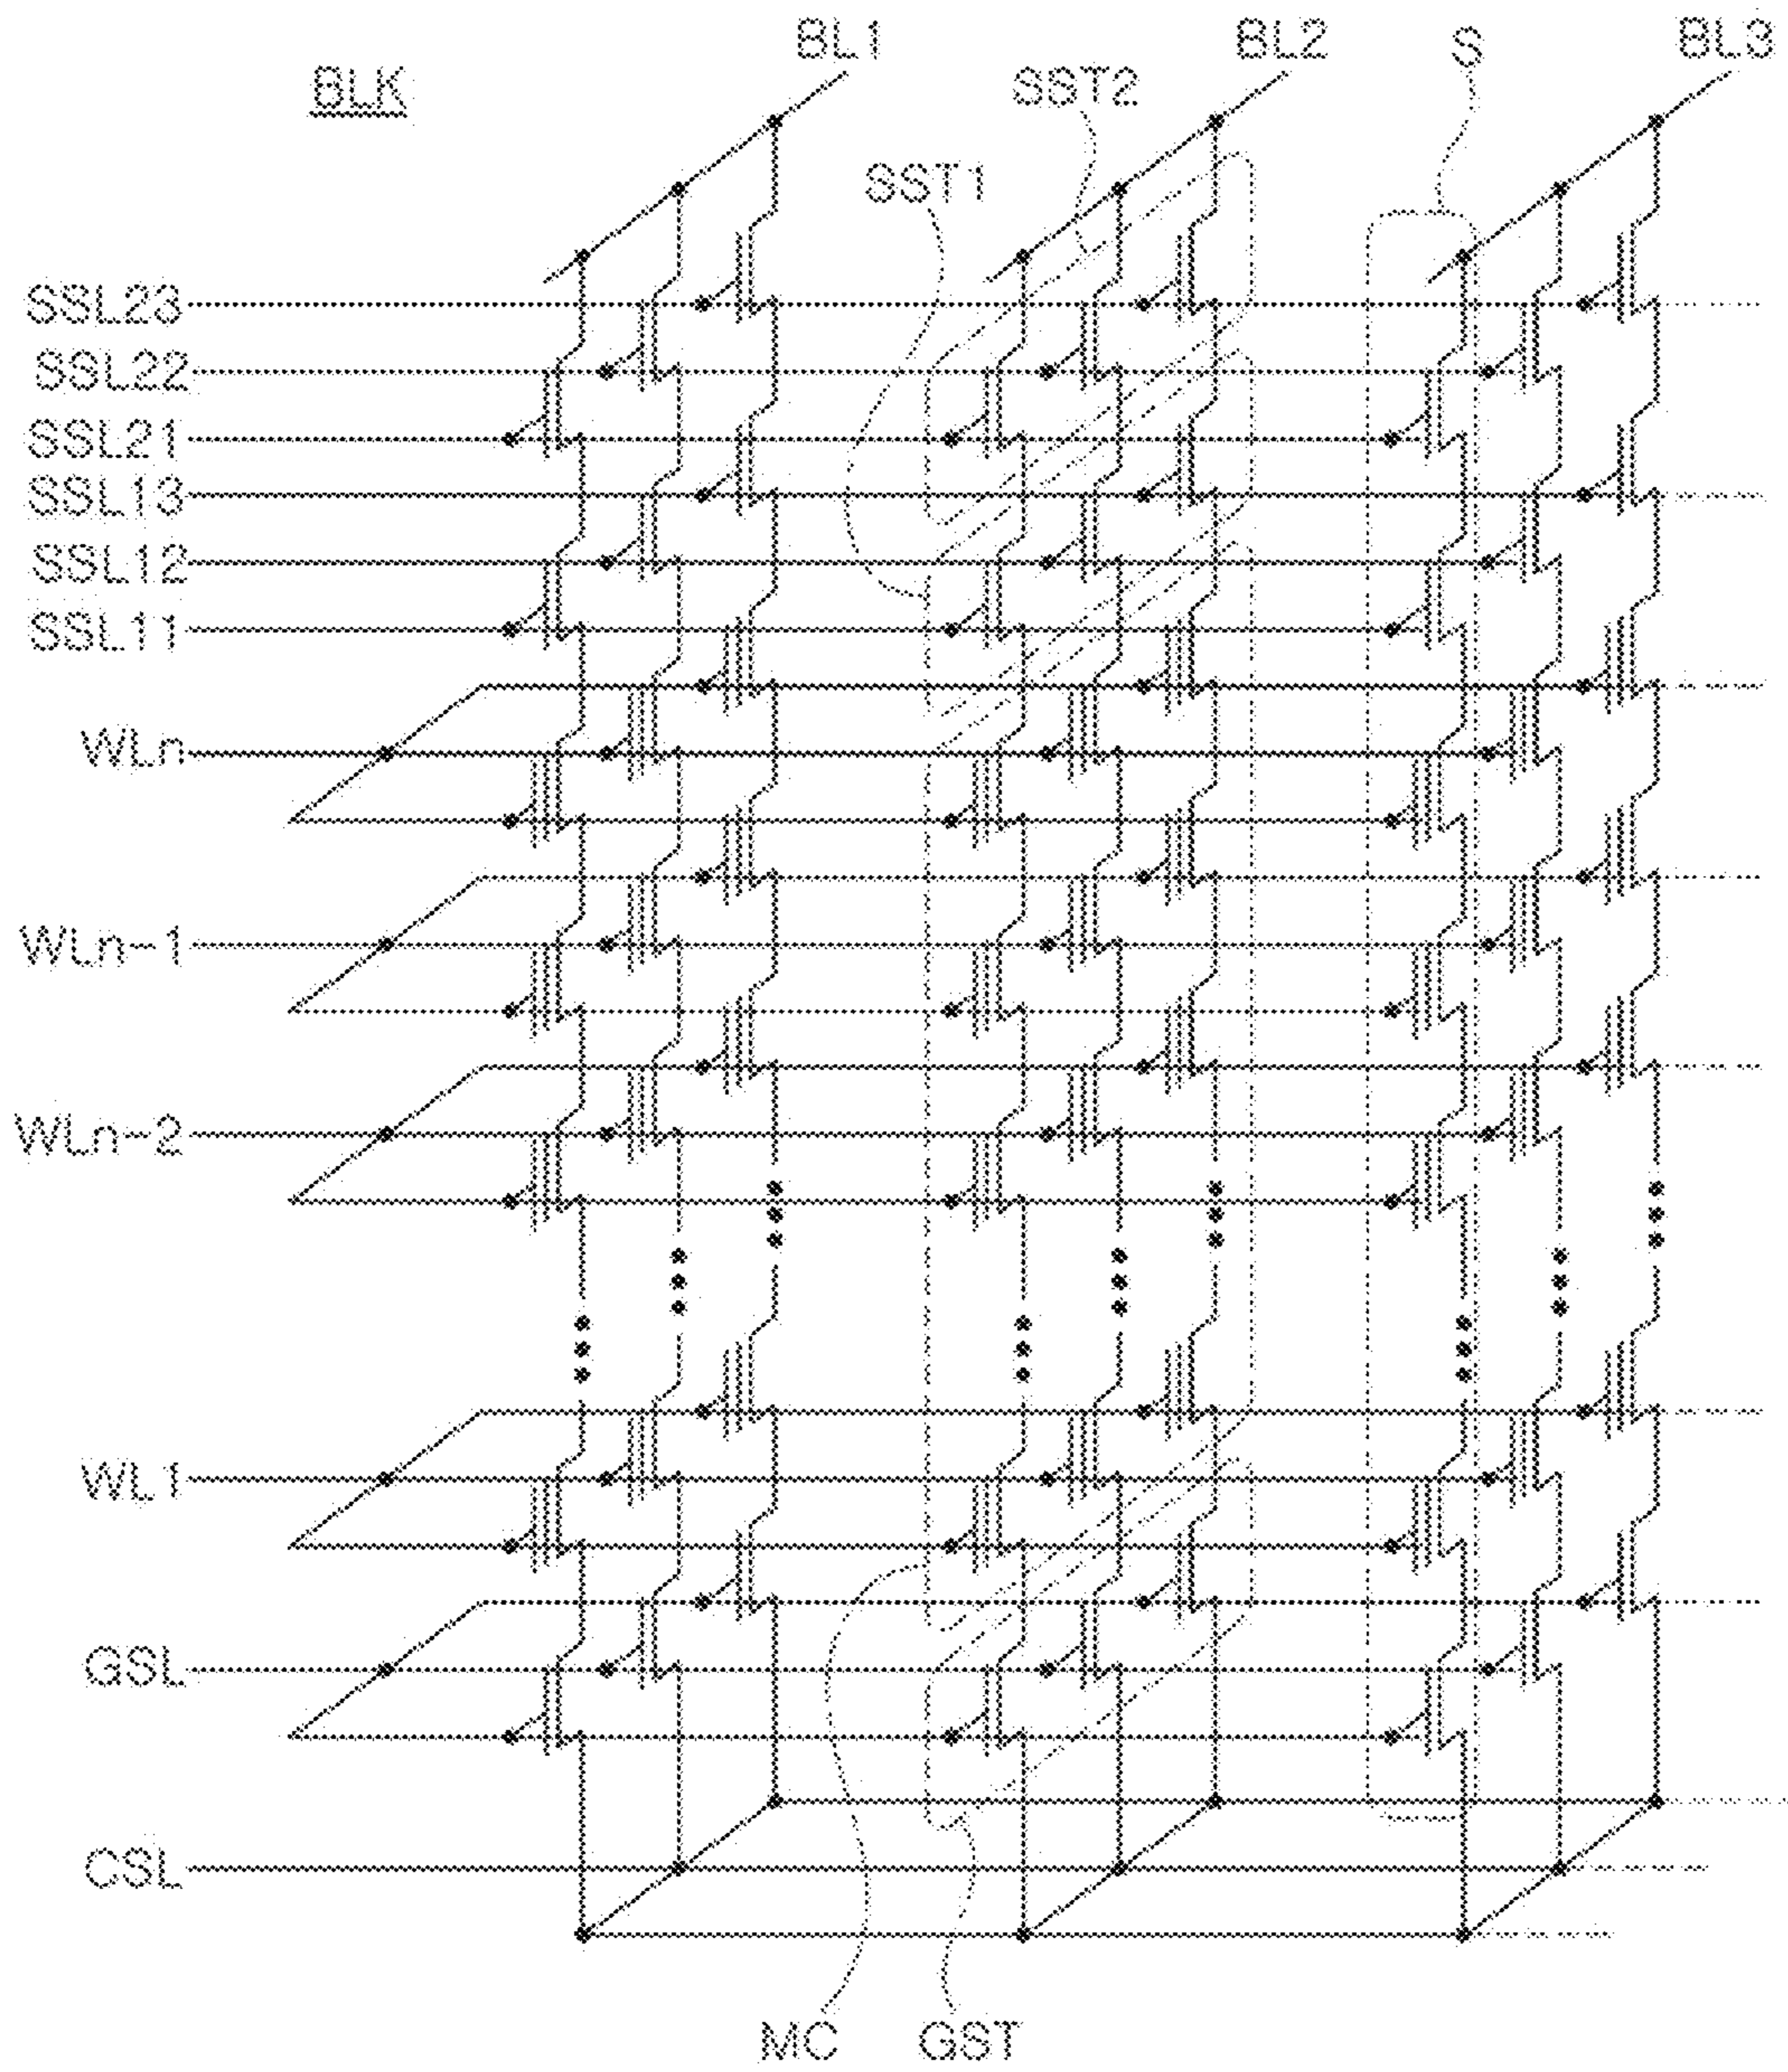 BLK
BL1
BL2
BL3
SST2
S
SST1
SSL23
SSL22
SSL21
SSL13
SSL12
SSL11
WLn
WLn-1
WLn-2
WL1
GSL
CSL
MC
GST